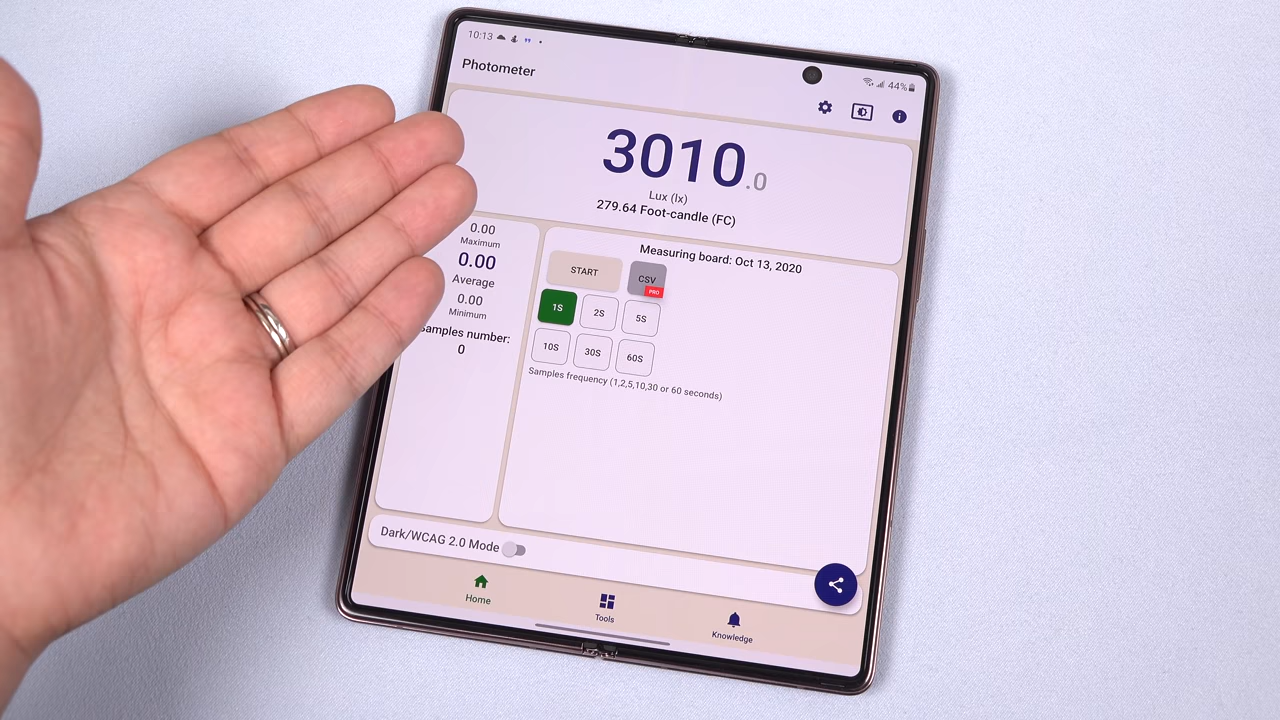 10:13
44%
Photometer
3010.0
Lux (lx)
279.64 Foot-candle (FC)
0.00
Maximum
0.00
Average
0.00
Minimum
amples number:
0
Measuring board: Oct 13, 2020
START
CSV
PRO
1S
2S
5S
10S
30S
60S
Samples frequency (1,2,5,10,30 or 60 seconds)
Dark/WCAG 2.0 Mode
Home
Tools
Knowledge